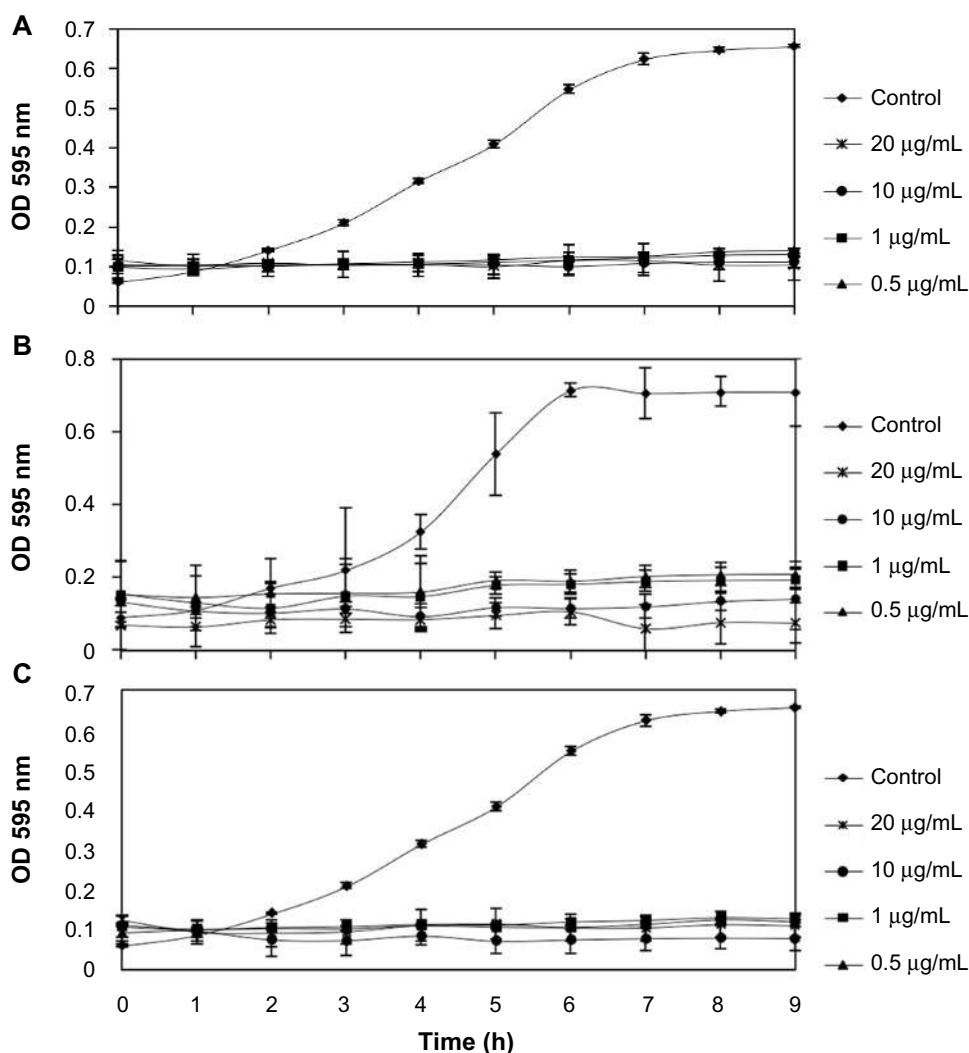 A
OD 595 nm
0.7
0.6
0.5
0.4
0.3
0.2
0.1
0
Control
20 µg/mL
10 µg/mL
1 µg/mL
0.5 µg/mL
B
OD 595 nm
0.8
0.6
0.4
0.2
0
Control
20 µg/mL
10 µg/mL
1 µg/mL
0.5 µg/mL
C
OD 595 nm
0.7
0.6
0.5
0.4
0.3
0.2
0.1
0
Control
20 µg/mL
10 µg/mL
1 µg/mL
0.5 µg/mL
0 1 2 3 4 5 6 7 8 9
Time (h)